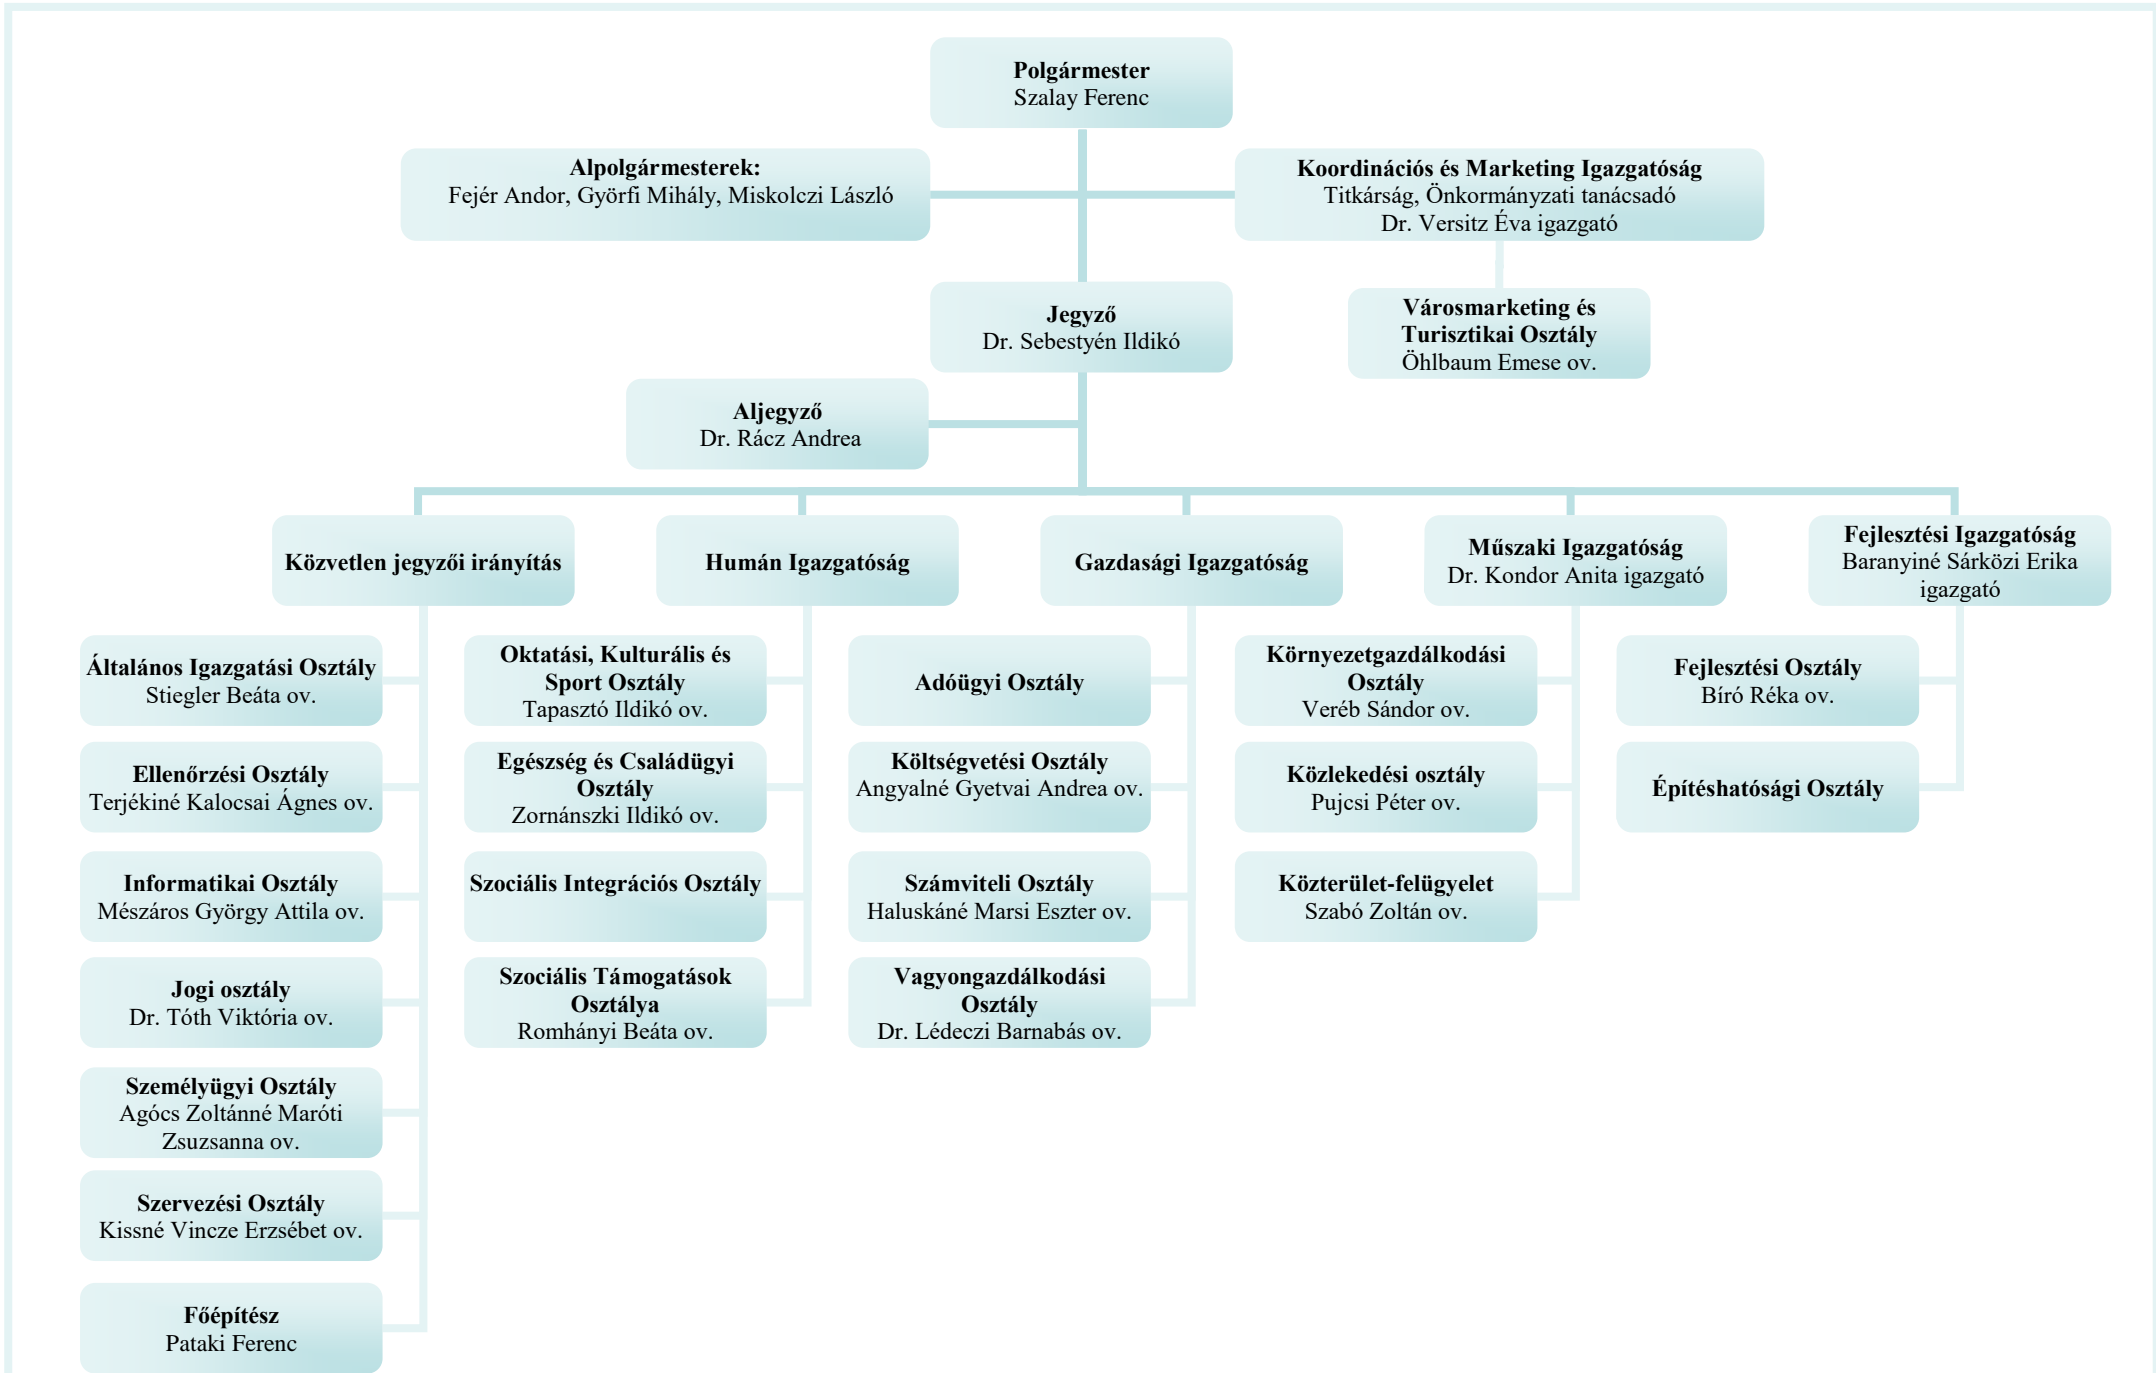 Polgármester
Szalay Ferenc
Alpolgármesterek:
Fejér Andor, Györfi Mihály, Miskolczi László
Koordinációs és Marketing Igazgatóság
Titkárság, Önkormányzati tanácsadó
Dr. Versitz Éva igazgató
Jegyző
Dr. Sebestyén Ildikó
Városmarketing és
Turisztikai Osztály
Öhlbaum Emese ov.
Aljegyző
Dr. Rácz Andrea
Közvetlen jegyzői irányítás
Humán Igazgatóság
Gazdasági Igazgatóság
Műszaki Igazgatóság
Dr. Kondor Anita igazgató
Fejlesztési Igazgatóság
Baranyiné Sárközi Erika
igazgató
Általános Igazgatási Osztály
Stiegler Beáta ov.
Ellenőrzési Osztály
Terjékiné Kalocsai Ágnes ov.
Informatikai Osztály
Mészáros György Attila ov.
Jogi osztály
Dr. Tóth Viktória ov.
Személyügyi Osztály
Agócs Zoltánné Maróti
Zsuzsanna ov.
Szervezési Osztály
Kissné Vincze Erzsébet ov.
Főépítész
Pataki Ferenc
Oktatási, Kulturális és
Sport Osztály
Tapasztó Ildikó ov.
Egészség és Családügyi
Osztály
Zornánszki Ildikó ov.
Szociális Integrációs Osztály
Szociális Támogatások
Osztálya
Romhányi Beáta ov.
Adóügyi Osztály
Költségvetési Osztály
Angyalné Gyetvai Andrea ov.
Számviteli Osztály
Haluskáné Marsi Eszter ov.
Vagyongazdálkodási
Osztály
Dr. Lédeczi Barnabás ov.
Környezetgazdálkodási
Osztály
Veréb Sándor ov.
Közlekedési osztály
Pujcsi Péter ov.
Közterület-felügyelet
Szabó Zoltán ov.
Fejlesztési Osztály
Bíró Réka ov.
Építéshatósági Osztály